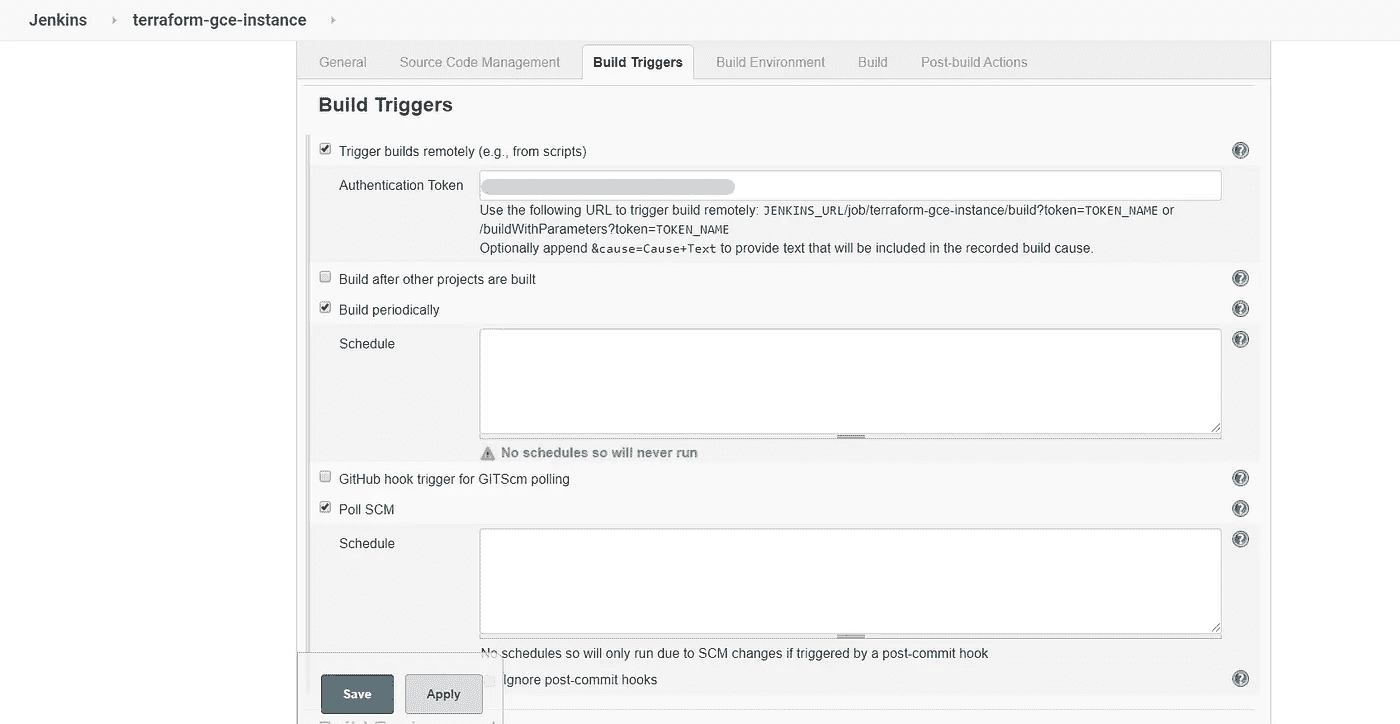 Jenkins terraform-gce-instance
General Source Code Management Build Triggers Build Environment Build Post-build Actions
Build Triggers
Trigger builds remotely (e.g., from scripts)
Authentication Token
Use the following URL to trigger build remotely: JENKINS_URL/job/terraform-gce-instance/build?token=TOKEN_NAME or
/buildWithParameters?token=TOKEN_NAME
Optionally append &cause=Cause+Text to provide text that will be included in the recorded build cause.
Build after other projects are built
Build periodically
Schedule
No schedules so will never run
GitHub hook trigger for GITScm polling
Poll SCM
Schedule
No schedules so will only run due to SCM changes if triggered by a post-commit hook
Ignore post-commit hooks
Save Apply